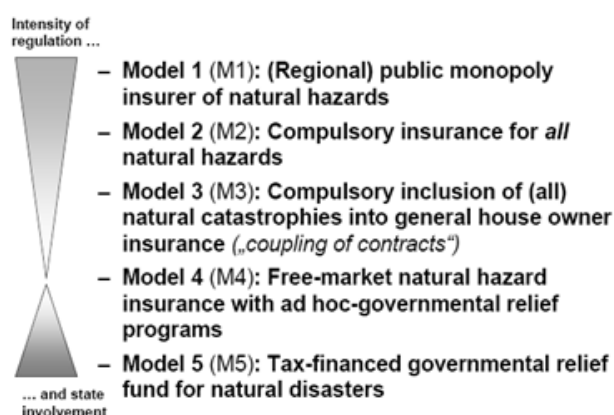 Intensity of
regulation ...
– Model 1 (M1): (Regional) public monopoly
insurer of natural hazards
– Model 2 (M2): Compulsory insurance for all
natural hazards
– Model 3 (M3): Compulsory inclusion of (all)
natural catastrophies into general house owner
insurance („coupling of contracts“)
– Model 4 (M4): Free-market natural hazard
insurance with ad hoc-governmental relief
programs
– Model 5 (M5): Tax-financed governmental relief
fund for natural disasters
... and state
involvement